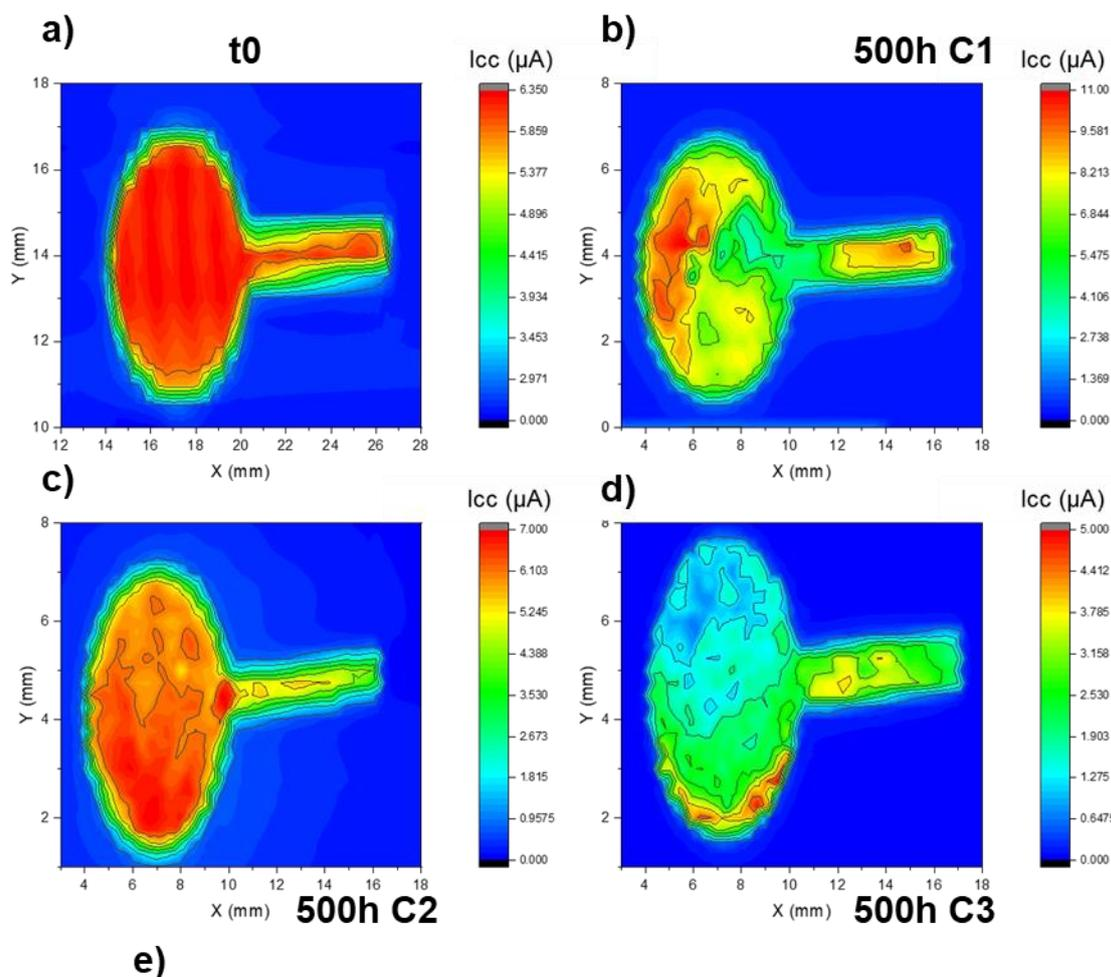 a)
t0
Icc (µA)
18
16
14
12
10
12 14 16 18 20 22 24 26 28
X (mm)
Y (mm)
6.350
5.859
5.377
4.896
4.415
3.934
3.453
2.971
0.000
b)
500h C1
Icc (µA)
8
6
4
2
0
4 6 8 10 12 14 16 18
X (mm)
Y (mm)
11.00
9.581
8.213
6.844
5.475
4.106
2.738
1.369
0.000
c)
Icc (µA)
8
6
4
2
4 6 8 10 12 14 16 18
X (mm)
Y (mm)
7.000
6.103
5.245
4.388
3.530
2.673
1.815
0.9575
0.000
500h C2
d)
Icc (µA)
8
6
4
2
4 6 8 10 12 14 16 18
X (mm)
Y (mm)
5.000
4.412
3.785
3.158
2.530
1.903
1.275
0.6475
0.000
500h C3
e)